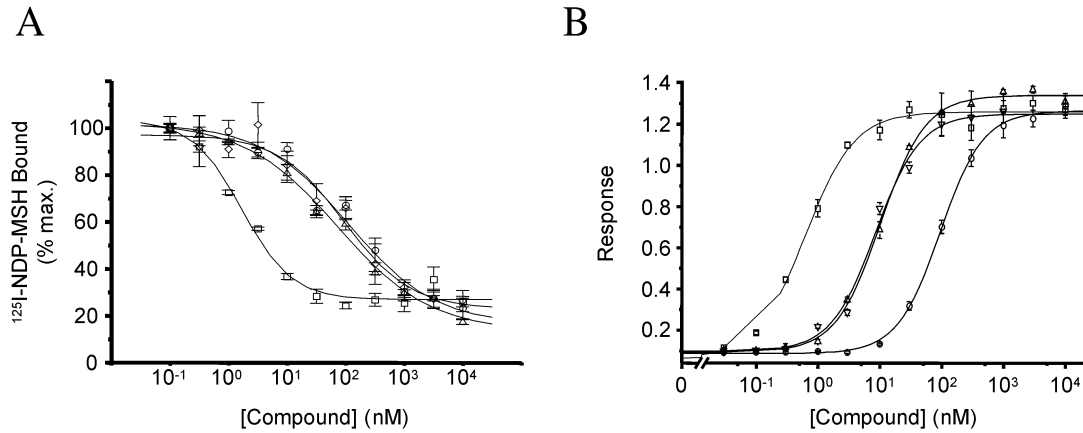 A
B
¹²⁵I-NDP-MSH Bound
(% max.)
100
80
60
40
20
0
10⁻¹ 10⁰ 10¹ 10² 10³ 10⁴
[Compound] (nM)
Response
1.4
1.2
1.0
0.8
0.6
0.4
0.2
0 10⁻¹ 10⁰ 10¹ 10² 10³ 10⁴
[Compound] (nM)